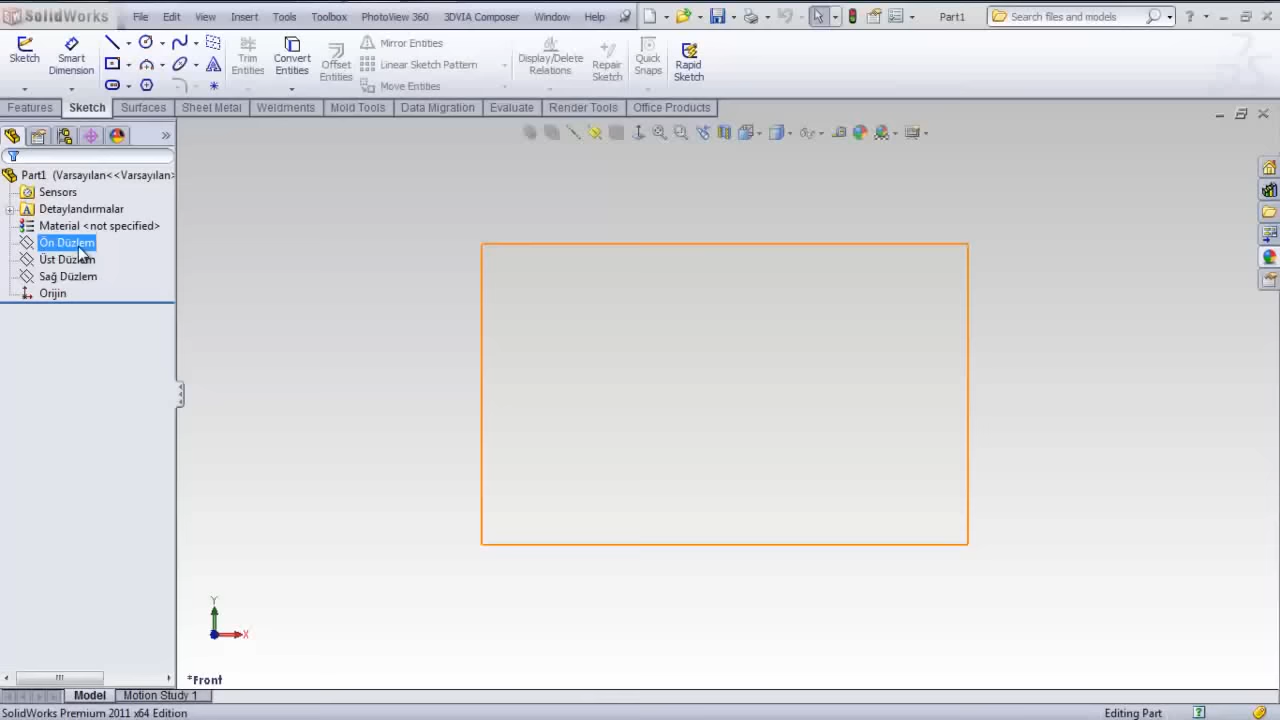 SolidWorks File Edit View Insert Tools Toolbox PhotoView 360 3DVIA Composer Window Help Part1 Search files and models
Sketch
Smart
Dimension
Trim
Entities
Convert
Entities
Offset
Entities
Mirror Entities
Linear Sketch Pattern
Move Entities
Display/Delete
Relations
Repair
Sketch
Quick
Snaps
Rapid
Sketch
Features Sketch Surfaces Sheet Metal Weldments Mold Tools Data Migration Evaluate Render Tools Office Products
Part1 (Varsayılan<<Varsayılan>
Sensors
Detaylandırmalar
Material <not specified>
Ön Düzlem
Üst Düzlem
Sağ Düzlem
Orijin
Y
X
*Front
Model Motion Study 1
SolidWorks Premium 2011 x64 Edition Editing Part